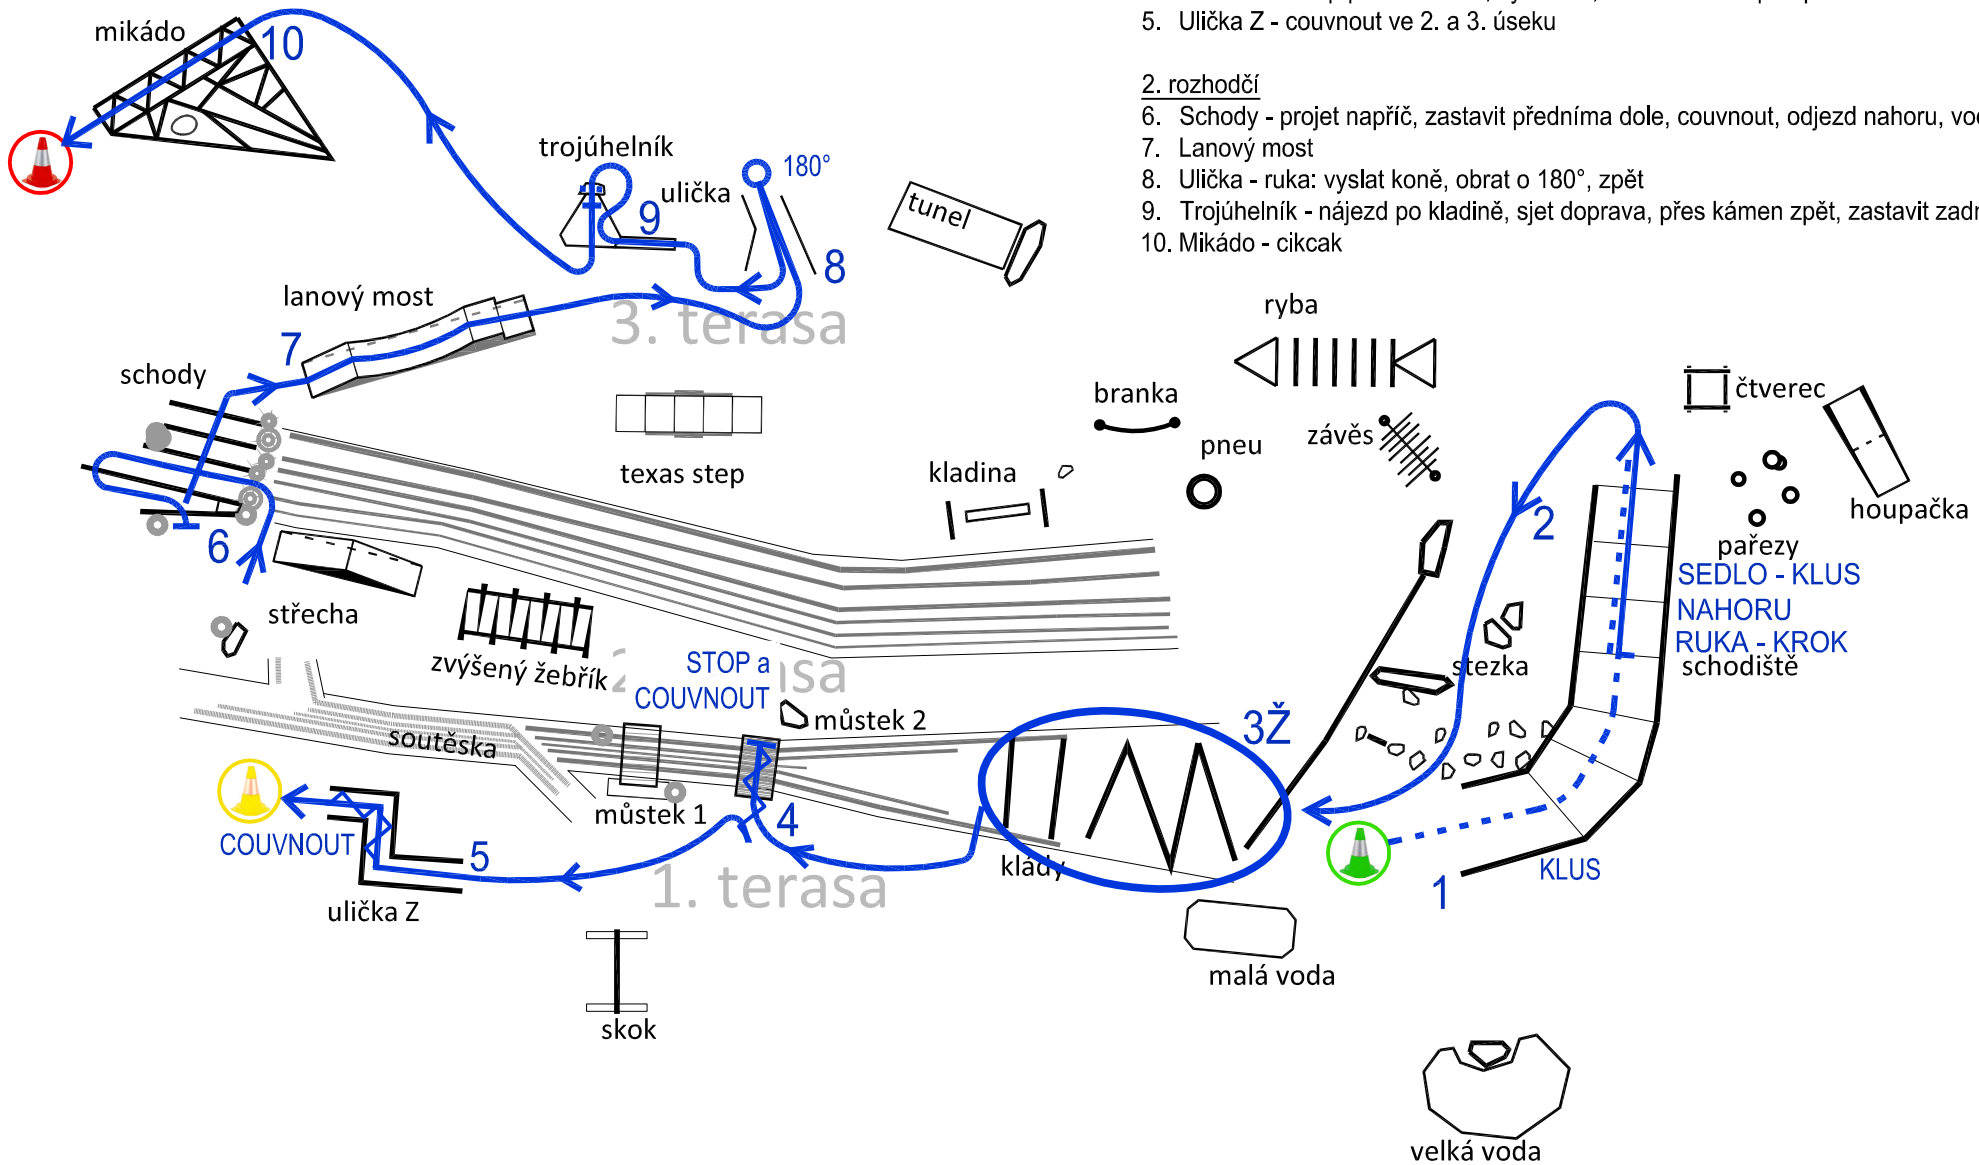 5. Ulička Z - couvnout ve 2. a 3. úseku
2. rozhodčí
6. Schody - projet napříč, zastavit předníma dole, couvnout, odjezd nahoru,
7. Lanový most
8. Ulička - ruka: vyslat koně, obrat o 180°, zpět
9. Trojúhelník - nájezd po kladině, sjet doprava, přes kámen zpět, zastavit
10. Mikádo - cikcak
mikádo
10
trojúhelník
180°
ulička
9
8
tunel
lanový most
3. terasa
7
ryba
schody
branka
čtverec
závěs
pneu
texas step
kladina
2
houpačka
6
pařezy
SEDLO - KLUS
NAHORU
RUKA - KROK
schodiště
střecha
zvýšený žebřík
STOP a
COUVNOUT
stezka
můstek 2
3Ž
soutěska
můstek 1
4
COUVNOUT
5
klády
KLUS
1. terasa
1
ulička Z
malá voda
skok
velká voda